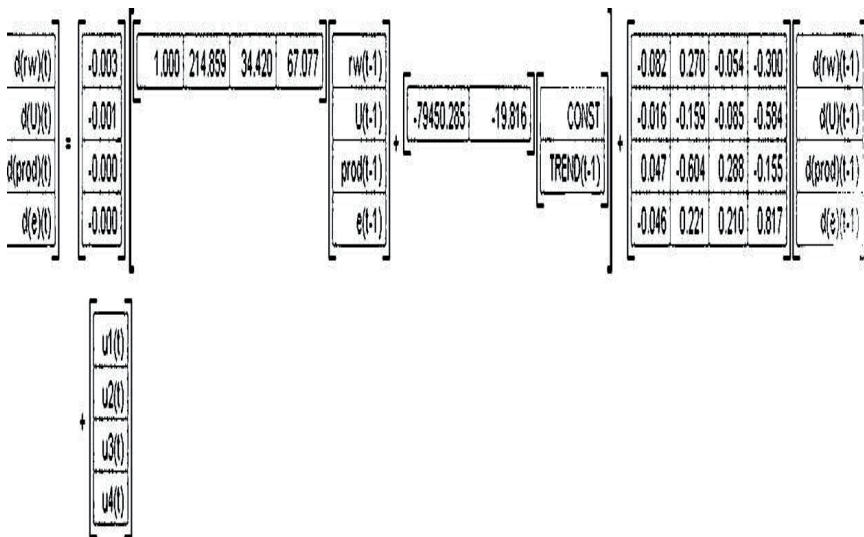 d(rw)(t) = -0.003 1.000 214.859 34.420 67.077 rw(t-1) -0.082 0.270 -0.054 -0.300 d(rw)(t-1)
d(U)(t) -0.001 U(t-1) + -79450.285 -19.816 CONST + -0.016 -0.159 -0.085 -0.584 d(U)(t-1)
d(prod)(t) -0.000 prod(t-1) TREND(t-1) 0.047 -0.604 0.288 -0.155 d(prod)(t-1)
d(e)(t) -0.000 e(t-1) -0.046 0.221 0.210 0.817 d(e)(t-1)
u1(t)
u2(t)
+
u3(t)
u4(t)